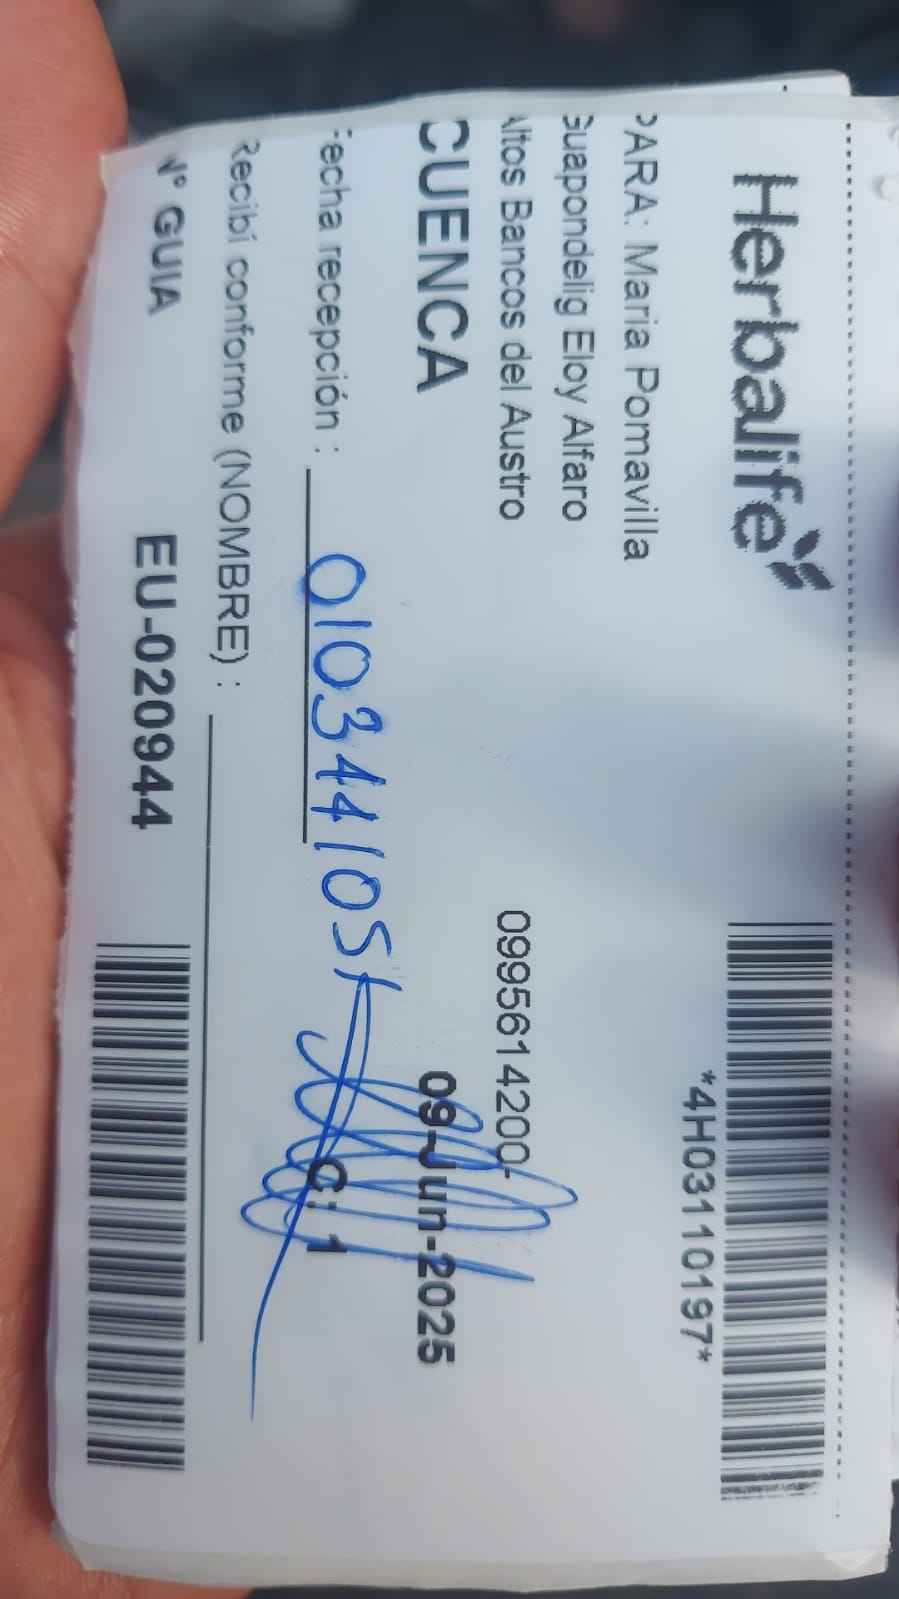 Herbalife
*4H03110197*
PARA: Maria Pomavilla
Guapondelig Eloy Alfaro
Altos Bancos del Austro
0995614200-
CUENCA
09-Jun-2025
Fecha recepción :
0103441051
C: 1
Recibí conforme (NOMBRE) :
N° GUIA
EU-020944